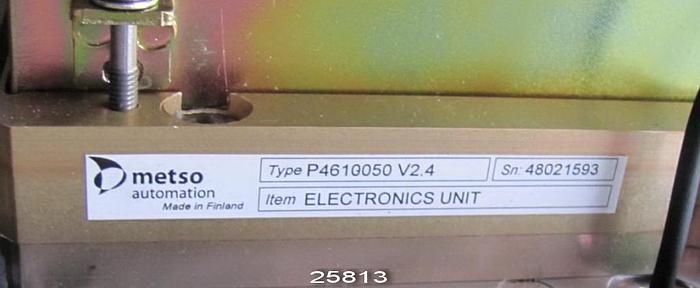 metso
automation
Made in Finland
Type P4610050 V2.4
Sn: 48021593
Item ELECTRONICS UNIT
25813